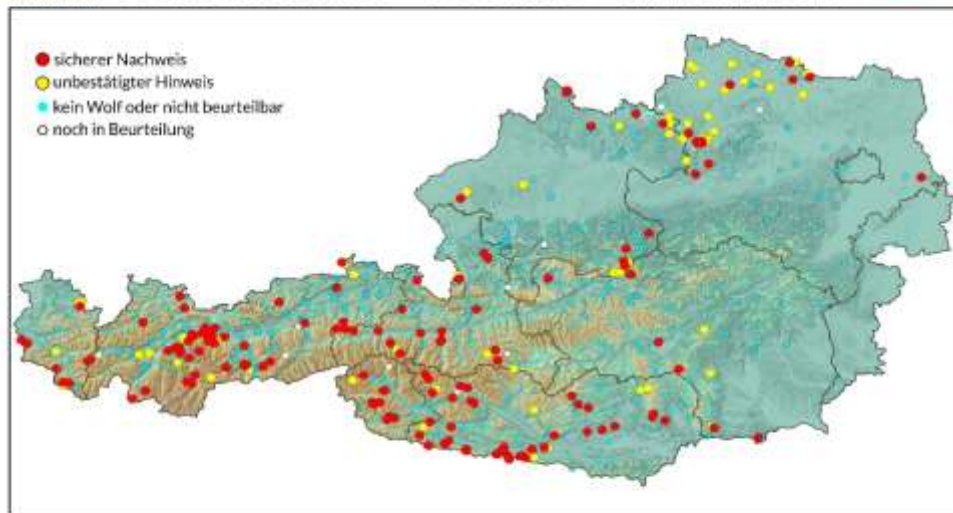 sicherer Nachweis
unbestätigter Hinweis
kein Wolf oder nicht beurteilbar
noch in Beurteilung